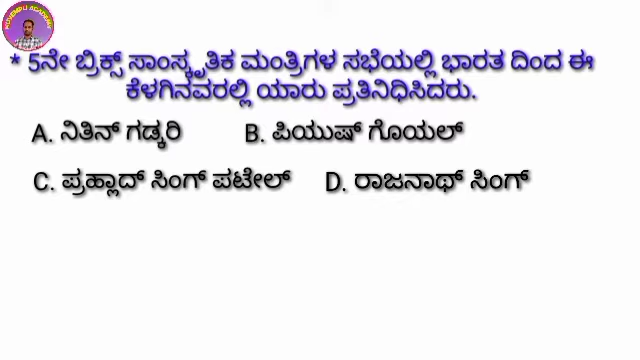 * 5ನೇ ಬ್ರಿಕ್ಸ್ ಸಾಂಸ್ಕೃತಿಕ ಮಂತ್ರಿಗಳ ಸಭೆಯಲ್ಲಿ ಭಾರತ ದಿಂದ ಈ
ಕೆಳಗಿನವರಲ್ಲಿ ಯಾರು ಪ್ರತಿನಿಧಿಸಿದರು.
A. ನಿತಿನ್ ಗಡ್ಕರಿ B. ಪಿಯುಷ್ ಗೊಯಲ್
C. ಪ್ರಹ್ಲಾದ್ ಸಿಂಗ್ ಪಟೇಲ್ D. ರಾಜನಾಥ್ ಸಿಂಗ್